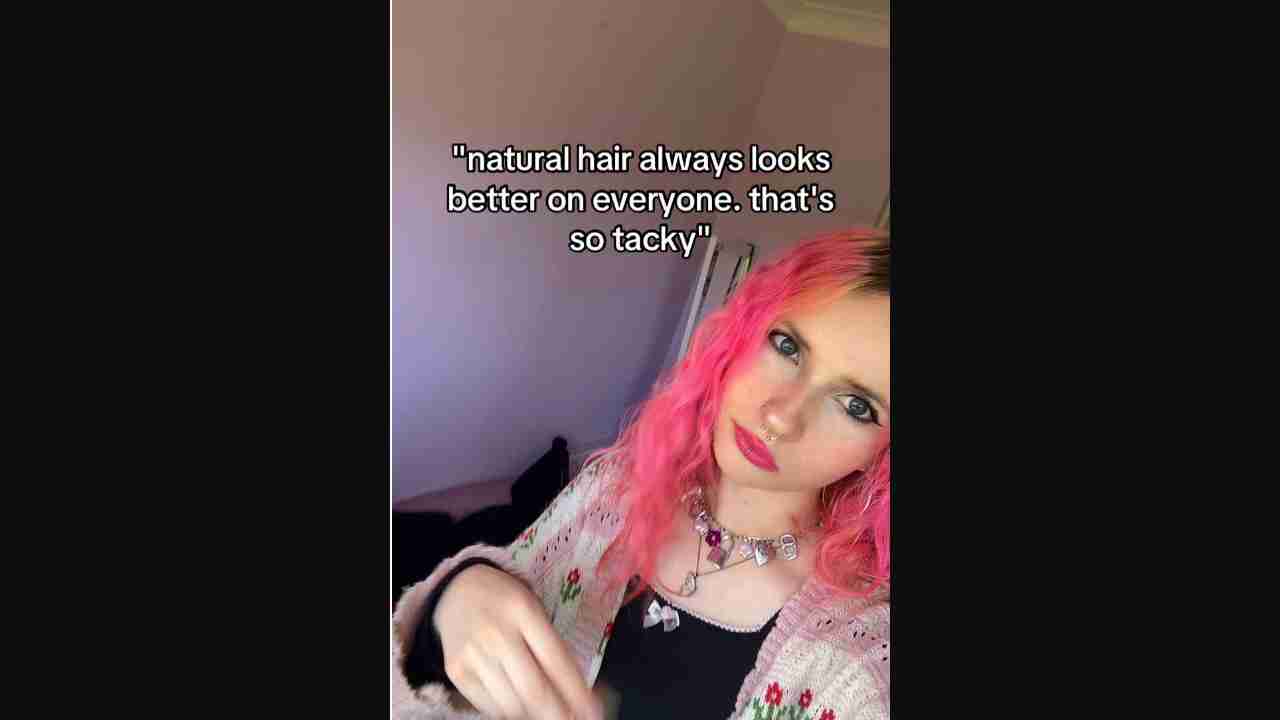 "natural hair always looks
better on everyone. that's
so tacky"